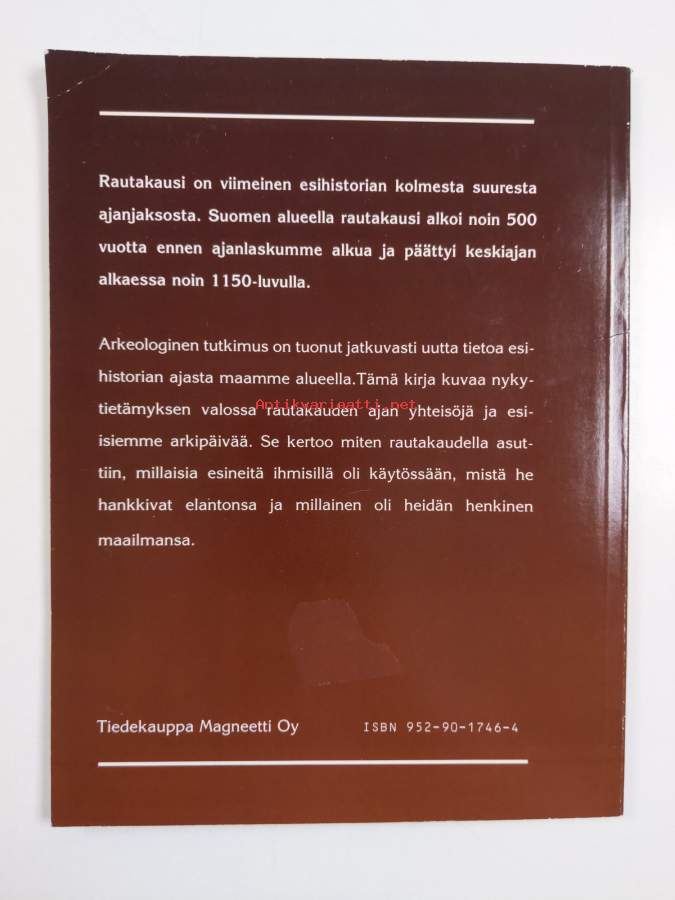 Rautakausi on viimeinen esihistorian kolmesta suuresta
ajanjaksosta. Suomen alueella rautakausi alkoi noin 500
vuotta ennen ajanlaskumme alkua ja päättyi keskiajan
alkaessa noin 1150-luvulla.
Arkeologinen tutkimus on tuonut jatkuvasti uutta tietoa esi-
historian ajasta maamme alueella.Tämä kirja kuvaa nyky-
Antikvariaatti.net
tietämyksen valossa rautakauden ajan yhteisöjä ja esi-
isiemme arkipäivää. Se kertoo miten rautakaudella asut-
tiin, millaisia esineitä ihmisillä oli käytössään, mistä he
hankkivat elantonsa ja millainen oli heidän henkinen
maailmansa.
Tiedekauppa Magneetti Oy ISBN 952-90-1746-4